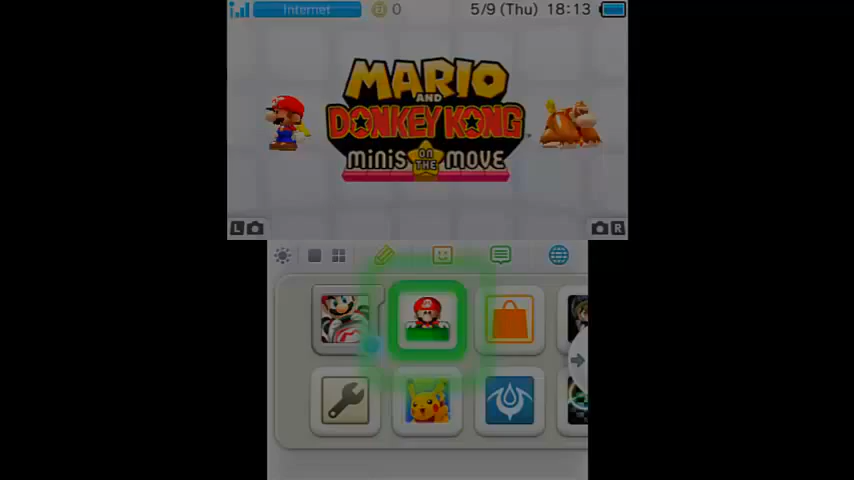 Internet
0
5/9 (Thu) 18:13
MARIO
AND
DONKEY KONG
minis ON THE MOVE
L
R